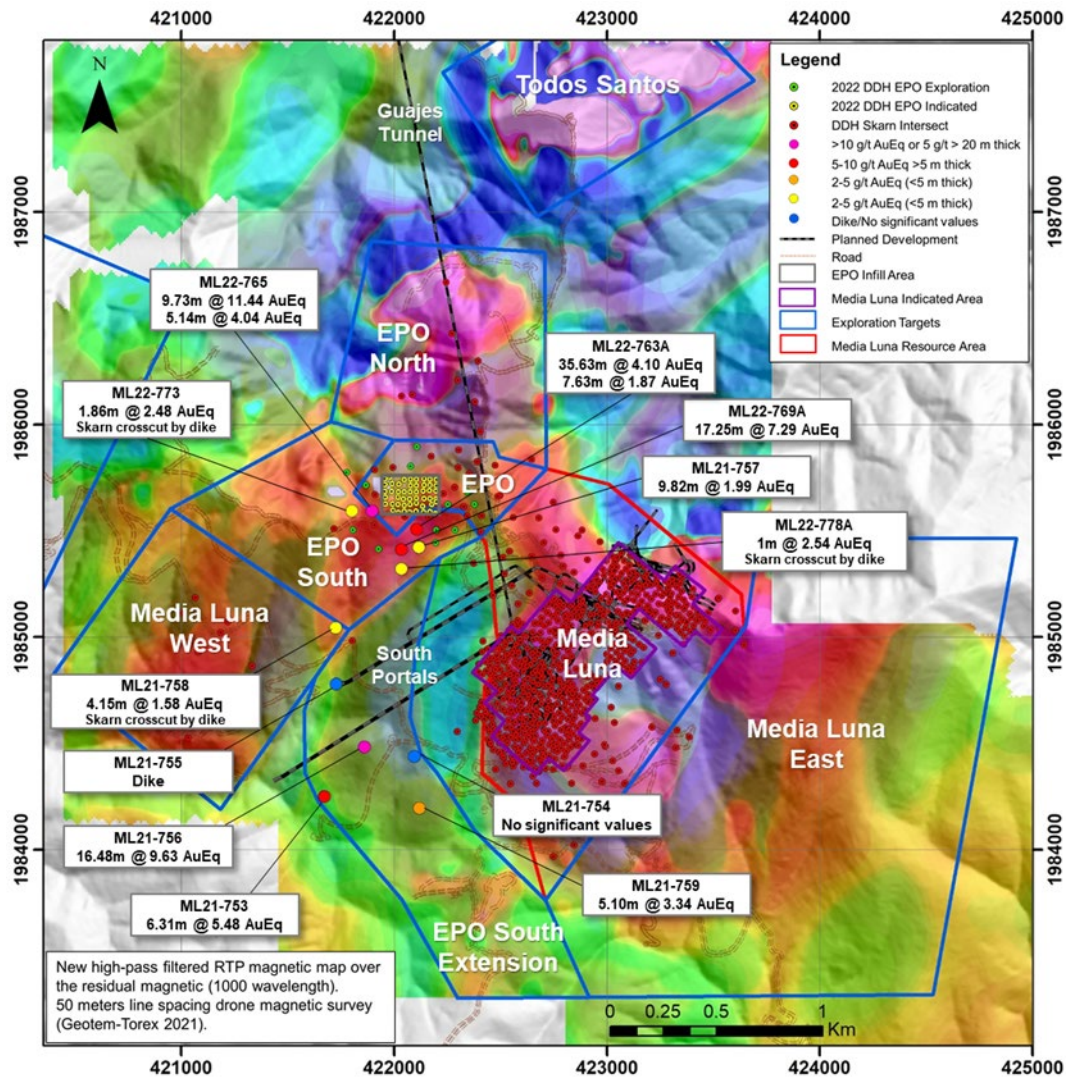 421000
422000
423000
424000
425000
N
Todos Santos
Guajes
Tunnel
Legend
2022 DDH EPO Exploration
2022 DDH EPO Indicated
DDH Skarn Intersect
>10 g/t AuEq or 5 g/t > 20 m thick
5-10 g/t AuEq >5 m thick
2-5 g/t AuEq (<5 m thick)
2-5 g/t AuEq (<5 m thick)
Dike/No significant values
Planned Development
Road
EPO Infill Area
Media Luna Indicated Area
Exploration Targets
Media Luna Resource Area
1987000
1987000
ML22-765
9.73m @ 11.44 AuEq
5.14m @ 4.04 AuEq
EPO
North
ML22-763A
35.63m @ 4.10 AuEq
7.63m @ 1.87 AuEq
ML22-773
1.86m @ 2.48 AuEq
Skarn crosscut by dike
ML22-769A
17.25m @ 7.29 AuEq
1986000
1986000
ML21-757
9.82m @ 1.99 AuEq
EPO
ML22-778A
1m @ 2.54 AuEq
Skarn crosscut by dike
EPO
South
Media Luna
West
1985000
1985000
Media
Luna
South
Portals
ML21-758
4.15m @ 1.58 AuEq
Skarn crosscut by dike
Media Luna
East
ML21-755
Dike
ML21-754
No significant values
ML21-756
16.48m @ 9.63 AuEq
1984000
1984000
ML21-759
5.10m @ 3.34 AuEq
ML21-753
6.31m @ 5.48 AuEq
EPO South
Extension
New high-pass filtered RTP magnetic map over
the residual magnetic (1000 wavelength).
50 meters line spacing drone magnetic survey
(Geotem-Torex 2021).
0 0.25 0.5 1
Km
421000
422000
423000
424000
425000